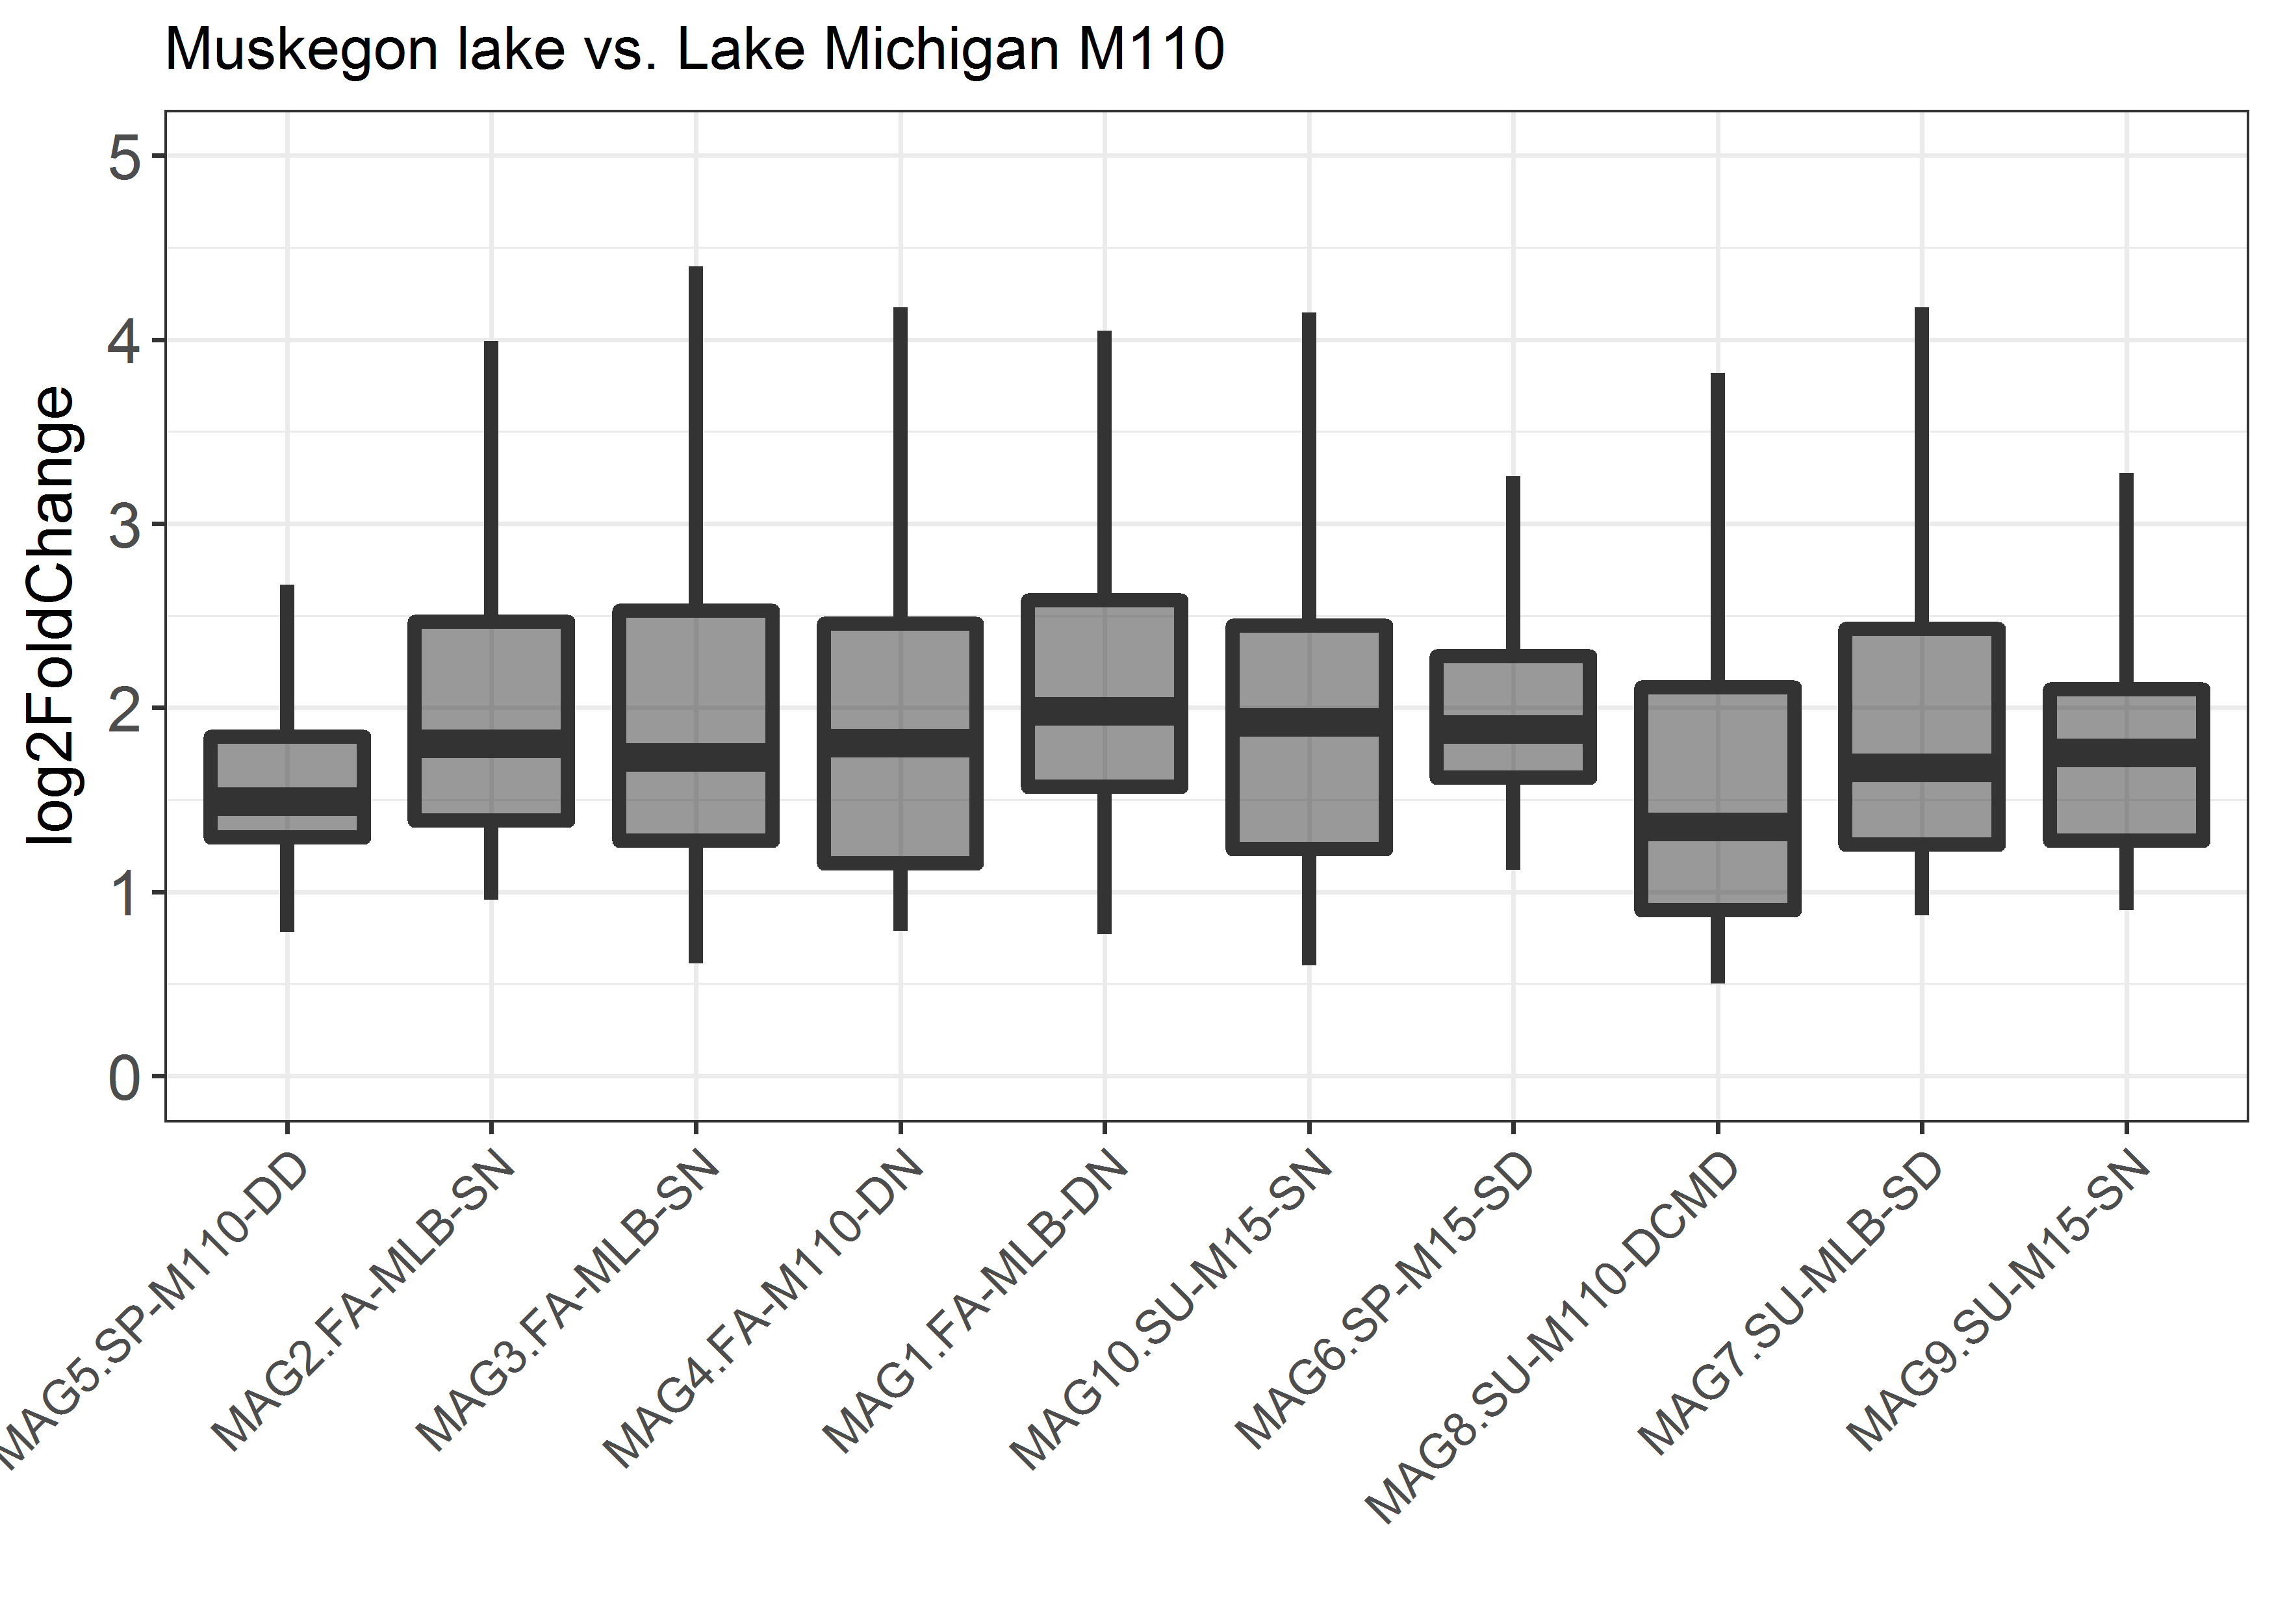 Muskegon lake vs. Lake Michigan M110
log2FoldChange
5
4
3
2
1
0
MAG5.SP-M110-DD
MAG2.FA-MLB-SN
MAG3.FA-MLB-SN
MAG4.FA-M110-DN
MAG1.FA-MLB-DN
MAG10.SU-M15-SN
MAG6.SP-M15-SD
MAG8.SU-M110-DCMD
MAG7.SU-MLB-SD
MAG9.SU-M15-SN